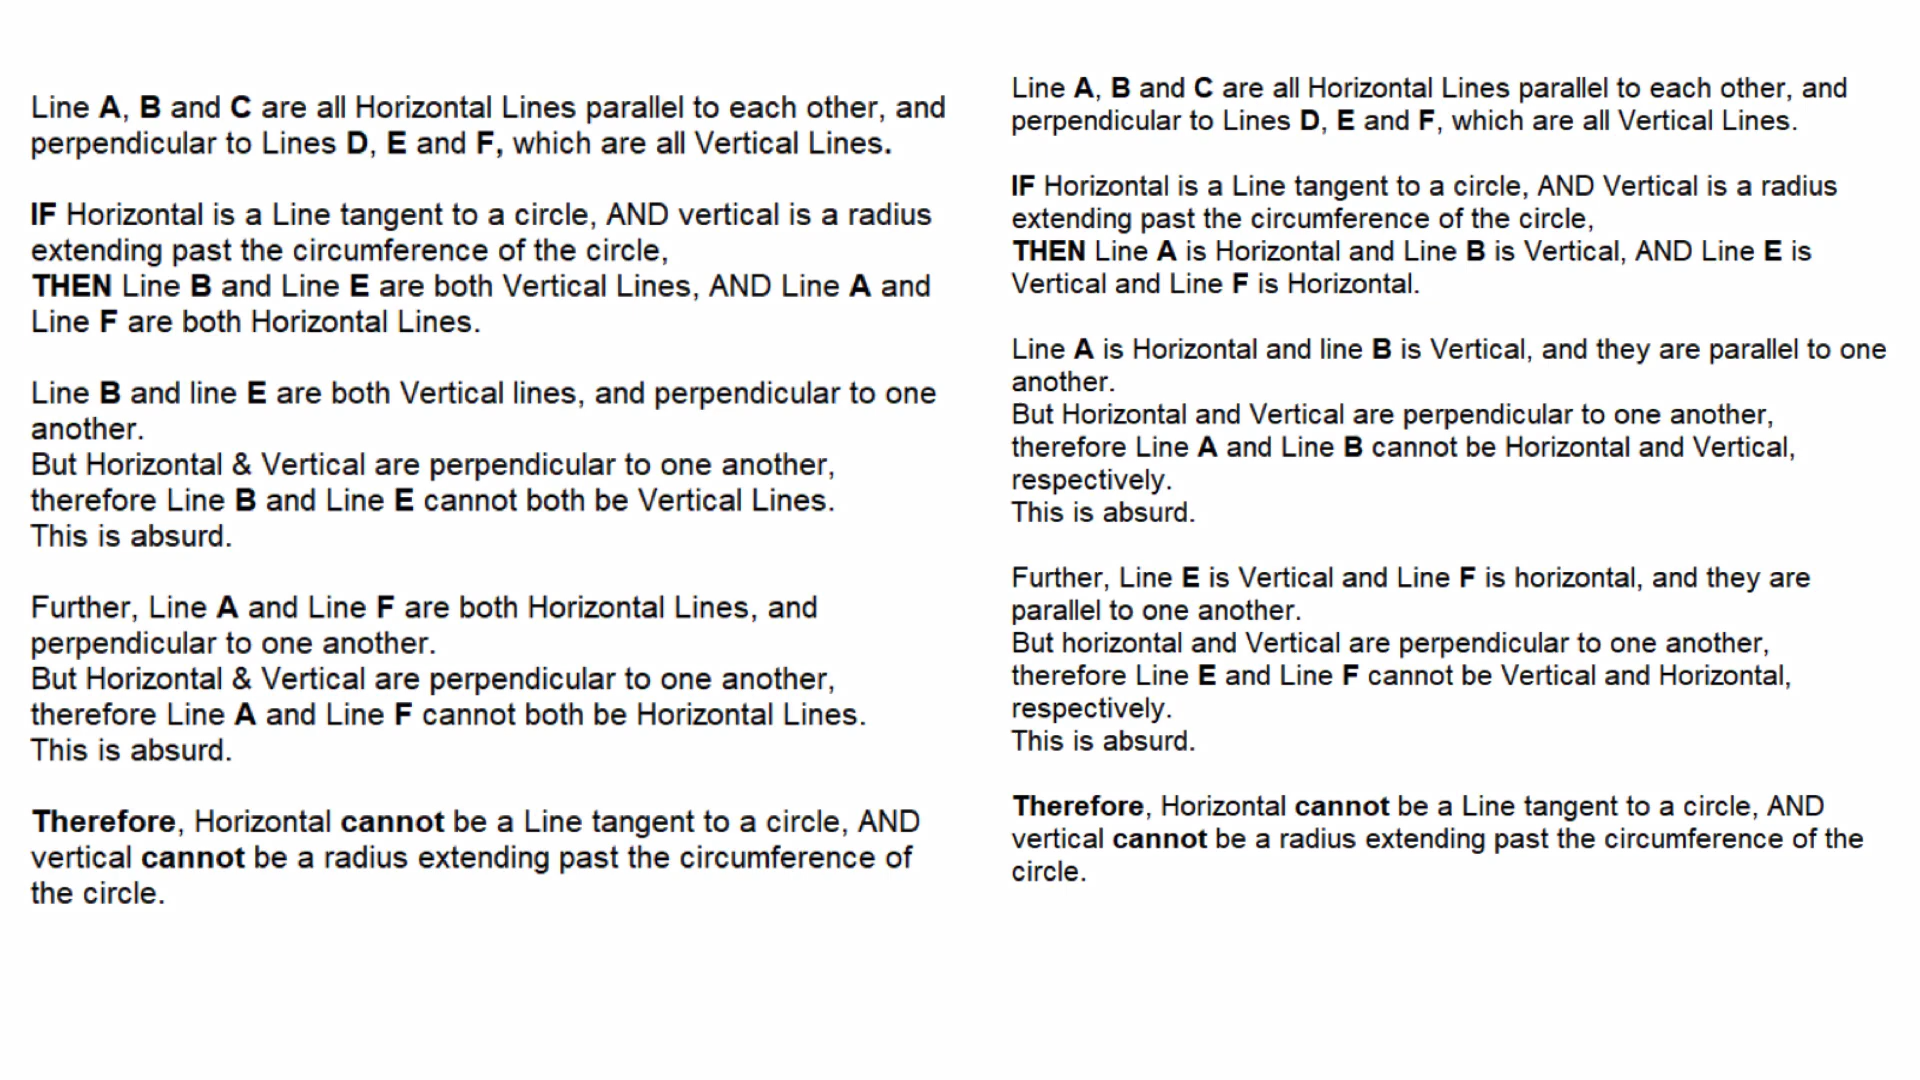 Line A, B and C are all Horizontal Lines parallel to each other, and
perpendicular to Lines D, E and F, which are all Vertical Lines.
IF Horizontal is a Line tangent to a circle, AND vertical is a radius
extending past the circumference of the circle,
THEN Line B and Line E are both Vertical Lines, AND Line A and
Line F are both Horizontal Lines.
Line B and line E are both Vertical lines, and perpendicular to one
another.
But Horizontal & Vertical are perpendicular to one another,
therefore Line B and Line E cannot both be Vertical Lines.
This is absurd.
Further, Line A and Line F are both Horizontal Lines, and
perpendicular to one another.
But Horizontal & Vertical are perpendicular to one another,
therefore Line A and Line F cannot both be Horizontal Lines.
This is absurd.
Therefore, Horizontal cannot be a Line tangent to a circle, AND
vertical cannot be a radius extending past the circumference of
the circle.
Line A, B and C are all Horizontal Lines parallel to each other, and
perpendicular to Lines D, E and F, which are all Vertical Lines.
IF Horizontal is a Line tangent to a circle, AND Vertical is a radius
extending past the circumference of the circle,
THEN Line A is Horizontal and Line B is Vertical, AND Line E is
Vertical and Line F is Horizontal.
Line A is Horizontal and line B is Vertical, and they are parallel to one
another.
But Horizontal and Vertical are perpendicular to one another,
therefore Line A and Line B cannot be Horizontal and Vertical,
respectively.
This is absurd.
Further, Line E is Vertical and Line F is horizontal, and they are
parallel to one another.
But horizontal and Vertical are perpendicular to one another,
therefore Line E and Line F cannot be Vertical and Horizontal,
respectively.
This is absurd.
Therefore, Horizontal cannot be a Line tangent to a circle, AND
vertical cannot be a radius extending past the circumference of the
circle.